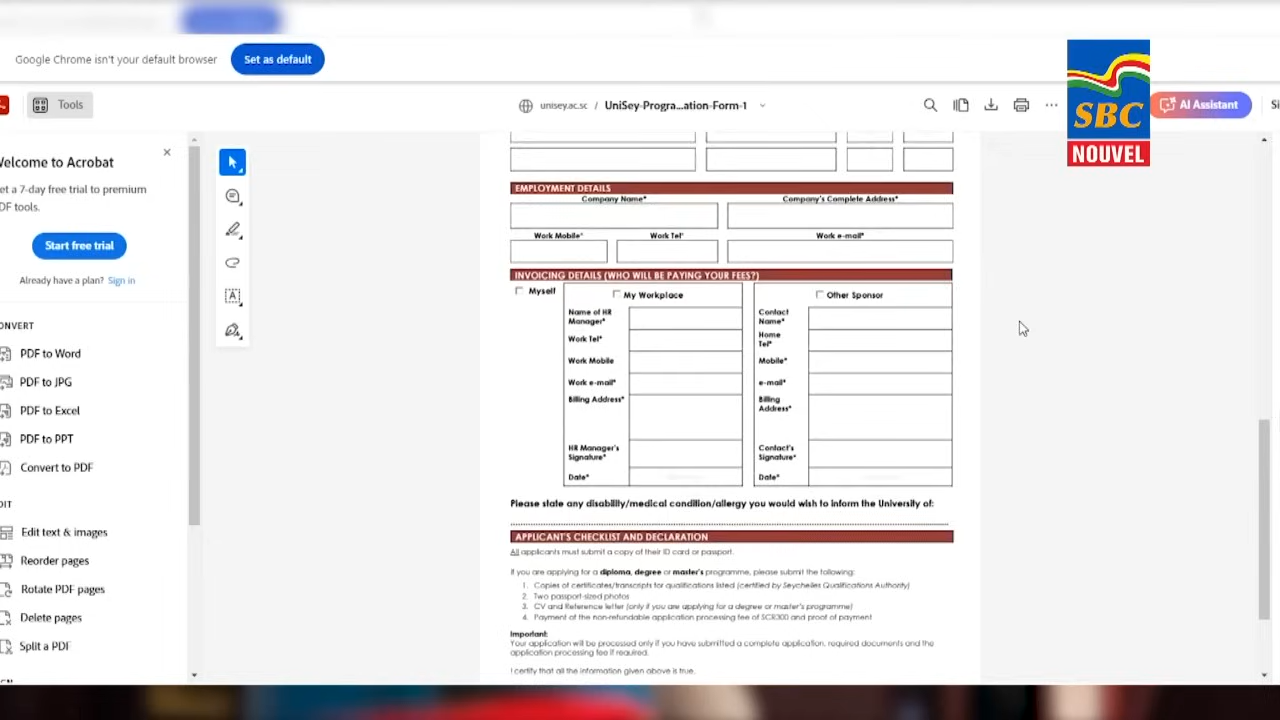 Google Chrome isn't your default browser
Set as default
Tools
unisey.ac.sc / UniSey-Progra...ation-Form-1
AI Assistant
SBC
NOUVEL
elcome to Acrobat
et a 7-day free trial to premium
DF tools.
Start free trial
Already have a plan? Sign in
ONVERT
PDF to Word
PDF to JPG
PDF to Excel
PDF to PPT
Convert to PDF
DIT
Edit text & images
Reorder pages
Rotate PDF pages
Delete pages
Split a PDF
EMPLOYMENT DETAILS
Company Name* Company's Complete Address*
Work Mobile* Work Tel* Work e-mail*
INVOICING DETAILS (WHO WILL BE PAYING YOUR FEES?)
Myself My Workplace Other Sponsor
Name of HR Manager* Contact Name*
Work Tel* Home Tel*
Work Mobile Mobile*
Work e-mail* e-mail*
Billing Address* Billing Address*
HR Manager's Signature* Contact's Signature*
Date* Date*
Please state any disability/medical condition/allergy you would wish to inform the University of:
APPLICANT'S CHECKLIST AND DECLARATION
All applicants must submit a copy of their ID card or passport.
If you are applying for a diploma, degree or master's programme, please submit the following:
1. Copies of certificates/transcripts for qualifications listed (certified by Seychelles Qualifications Authority)
2. Two passport-sized photos
3. CV and Reference letter (only if you are applying for a degree or master's programme)
4. Payment of the non-refundable application processing fee of SCR300 and proof of payment
Important:
Your application will be processed only if you have submitted a complete application, required documents and the
application processing fee if required.
I certify that all the information given above is true.